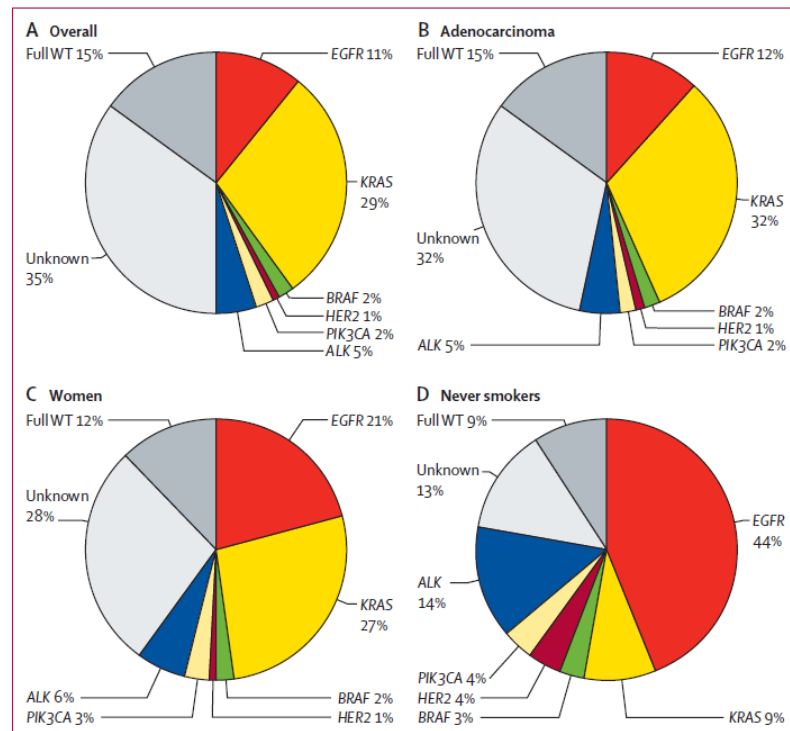 A Overall
Full WT 15%
EGFR 11%
KRAS
29%
Unknown
35%
BRAF 2%
HER2 1%
PIK3CA 2%
ALK 5%
B Adenocarcinoma
Full WT 15%
EGFR 12%
KRAS
32%
Unknown
32%
BRAF 2%
HER2 1%
PIK3CA 2%
ALK 5%
C Women
Full WT 12%
EGFR 21%
Unknown
28%
KRAS
27%
ALK 6%
PIK3CA 3%
BRAF 2%
HER2 1%
D Never smokers
Full WT 9%
Unknown
13%
EGFR
44%
ALK
14%
PIK3CA 4%
HER2 4%
BRAF 3%
KRAS 9%